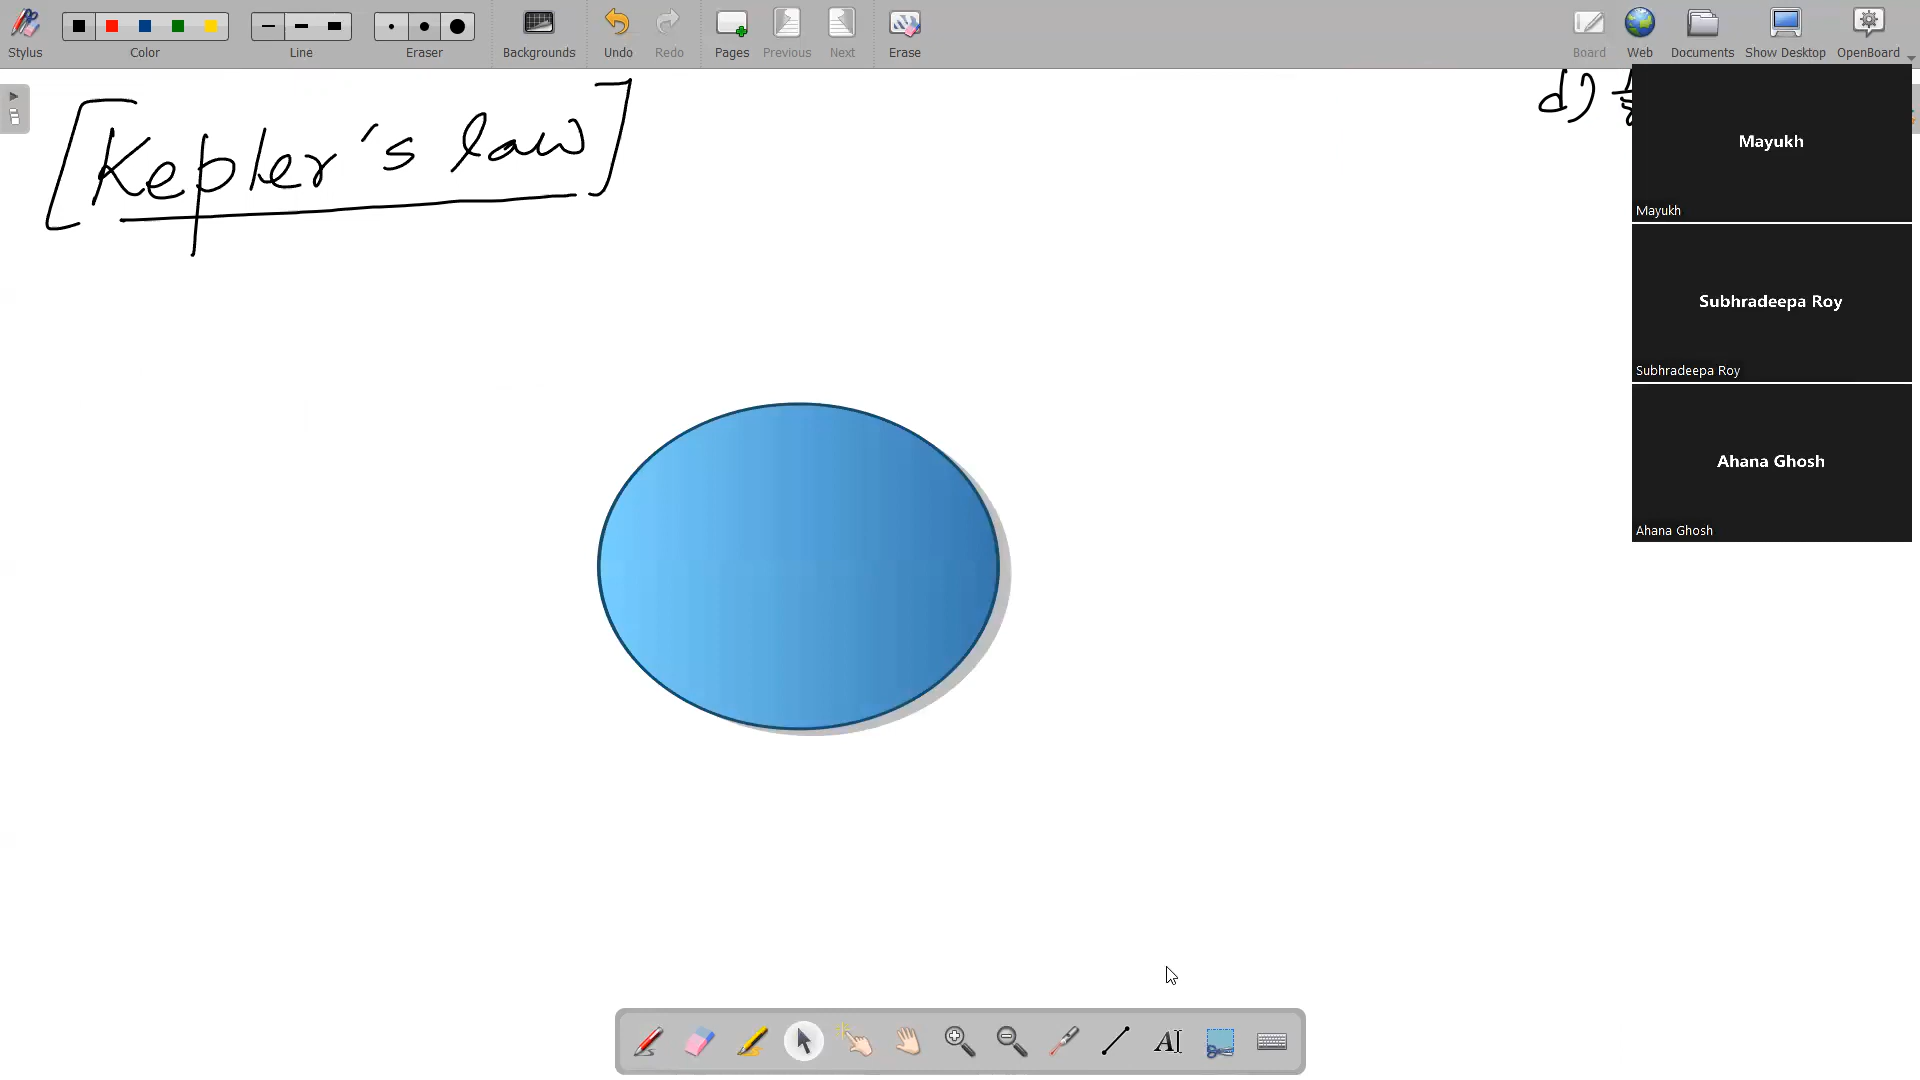 Stylus Color Line Eraser Backgrounds Undo Redo Pages Previous Next Erase Board Web Documents Show Desktop OpenBoard
[Kepler's law]
d)
Mayukh
Mayukh
Subhradeepa Roy
Subhradeepa Roy
Ahana Ghosh
Ahana Ghosh